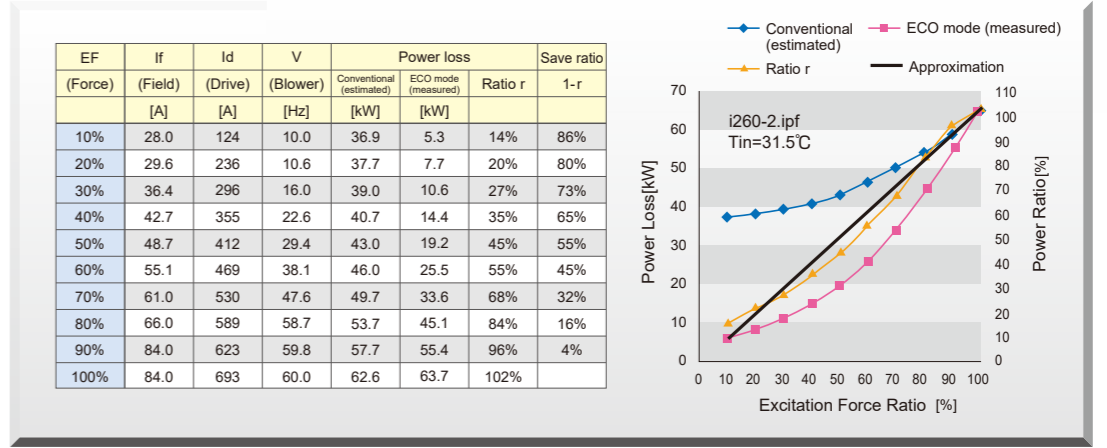 EF If Id V Power loss Save ratio
(Force) (Field) (Drive) (Blower) Conventional (estimated) ECO mode (measured) Ratio r 1-r
[A] [A] [Hz] [kW] [kW]
10% 28.0 124 10.0 36.9 5.3 14% 86%
20% 29.6 236 10.6 37.7 7.7 20% 80%
30% 36.4 296 16.0 39.0 10.6 27% 73%
40% 42.7 355 22.6 40.7 14.4 35% 65%
50% 48.7 412 29.4 43.0 19.2 45% 55%
60% 55.1 469 38.1 46.0 25.5 55% 45%
70% 61.0 530 47.6 49.7 33.6 68% 32%
80% 66.0 589 58.7 53.7 45.1 84% 16%
90% 84.0 623 59.8 57.7 55.4 96% 4%
100% 84.0 693 60.0 62.6 63.7 102%
Conventional (estimated)
ECO mode (measured)
Ratio r
Approximation
i260-2.ipf
Tin=31.5℃
Power Loss[kW]
70
60
50
40
30
20
10
0
110
100
90
80
70
60
50
40
30
20
10
0
Power Ratio[%]
0 10 20 30 40 50 60 70 80 90 100
Excitation Force Ratio [%]